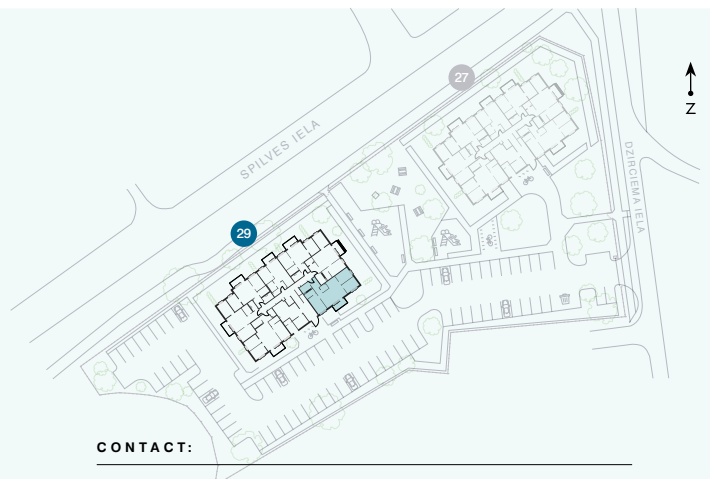 27
Z
SPILVES IELA
DZIRCIEMA IELA
29
CONTACT: